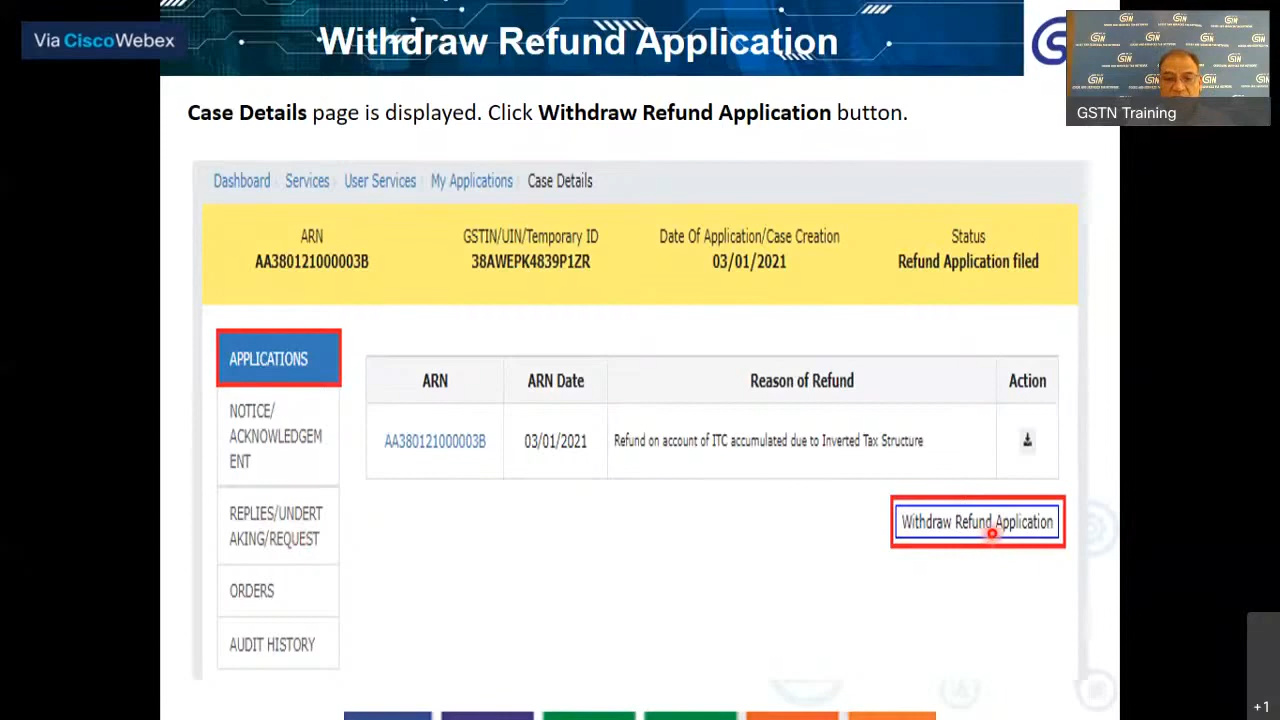 Via CiscoWebex
Withdraw Refund Application
GSTN Training
Case Details page is displayed. Click Withdraw Refund Application button.
Dashboard Services User Services My Applications Case Details
ARN GSTIN/UIN/Temporary ID Date Of Application/Case Creation Status
AA380121000003B 38AWEPK4839P1ZR 03/01/2021 Refund Application filed
APPLICATIONS
NOTICE/
ACKNOWLEDGEM
ENT
REPLIES/UNDERT
AKING/REQUEST
ORDERS
AUDIT HISTORY
ARN ARN Date Reason of Refund Action
AA380121000003B 03/01/2021 Refund on account of ITC accumulated due to Inverted Tax Structure
Withdraw Refund Application
+1